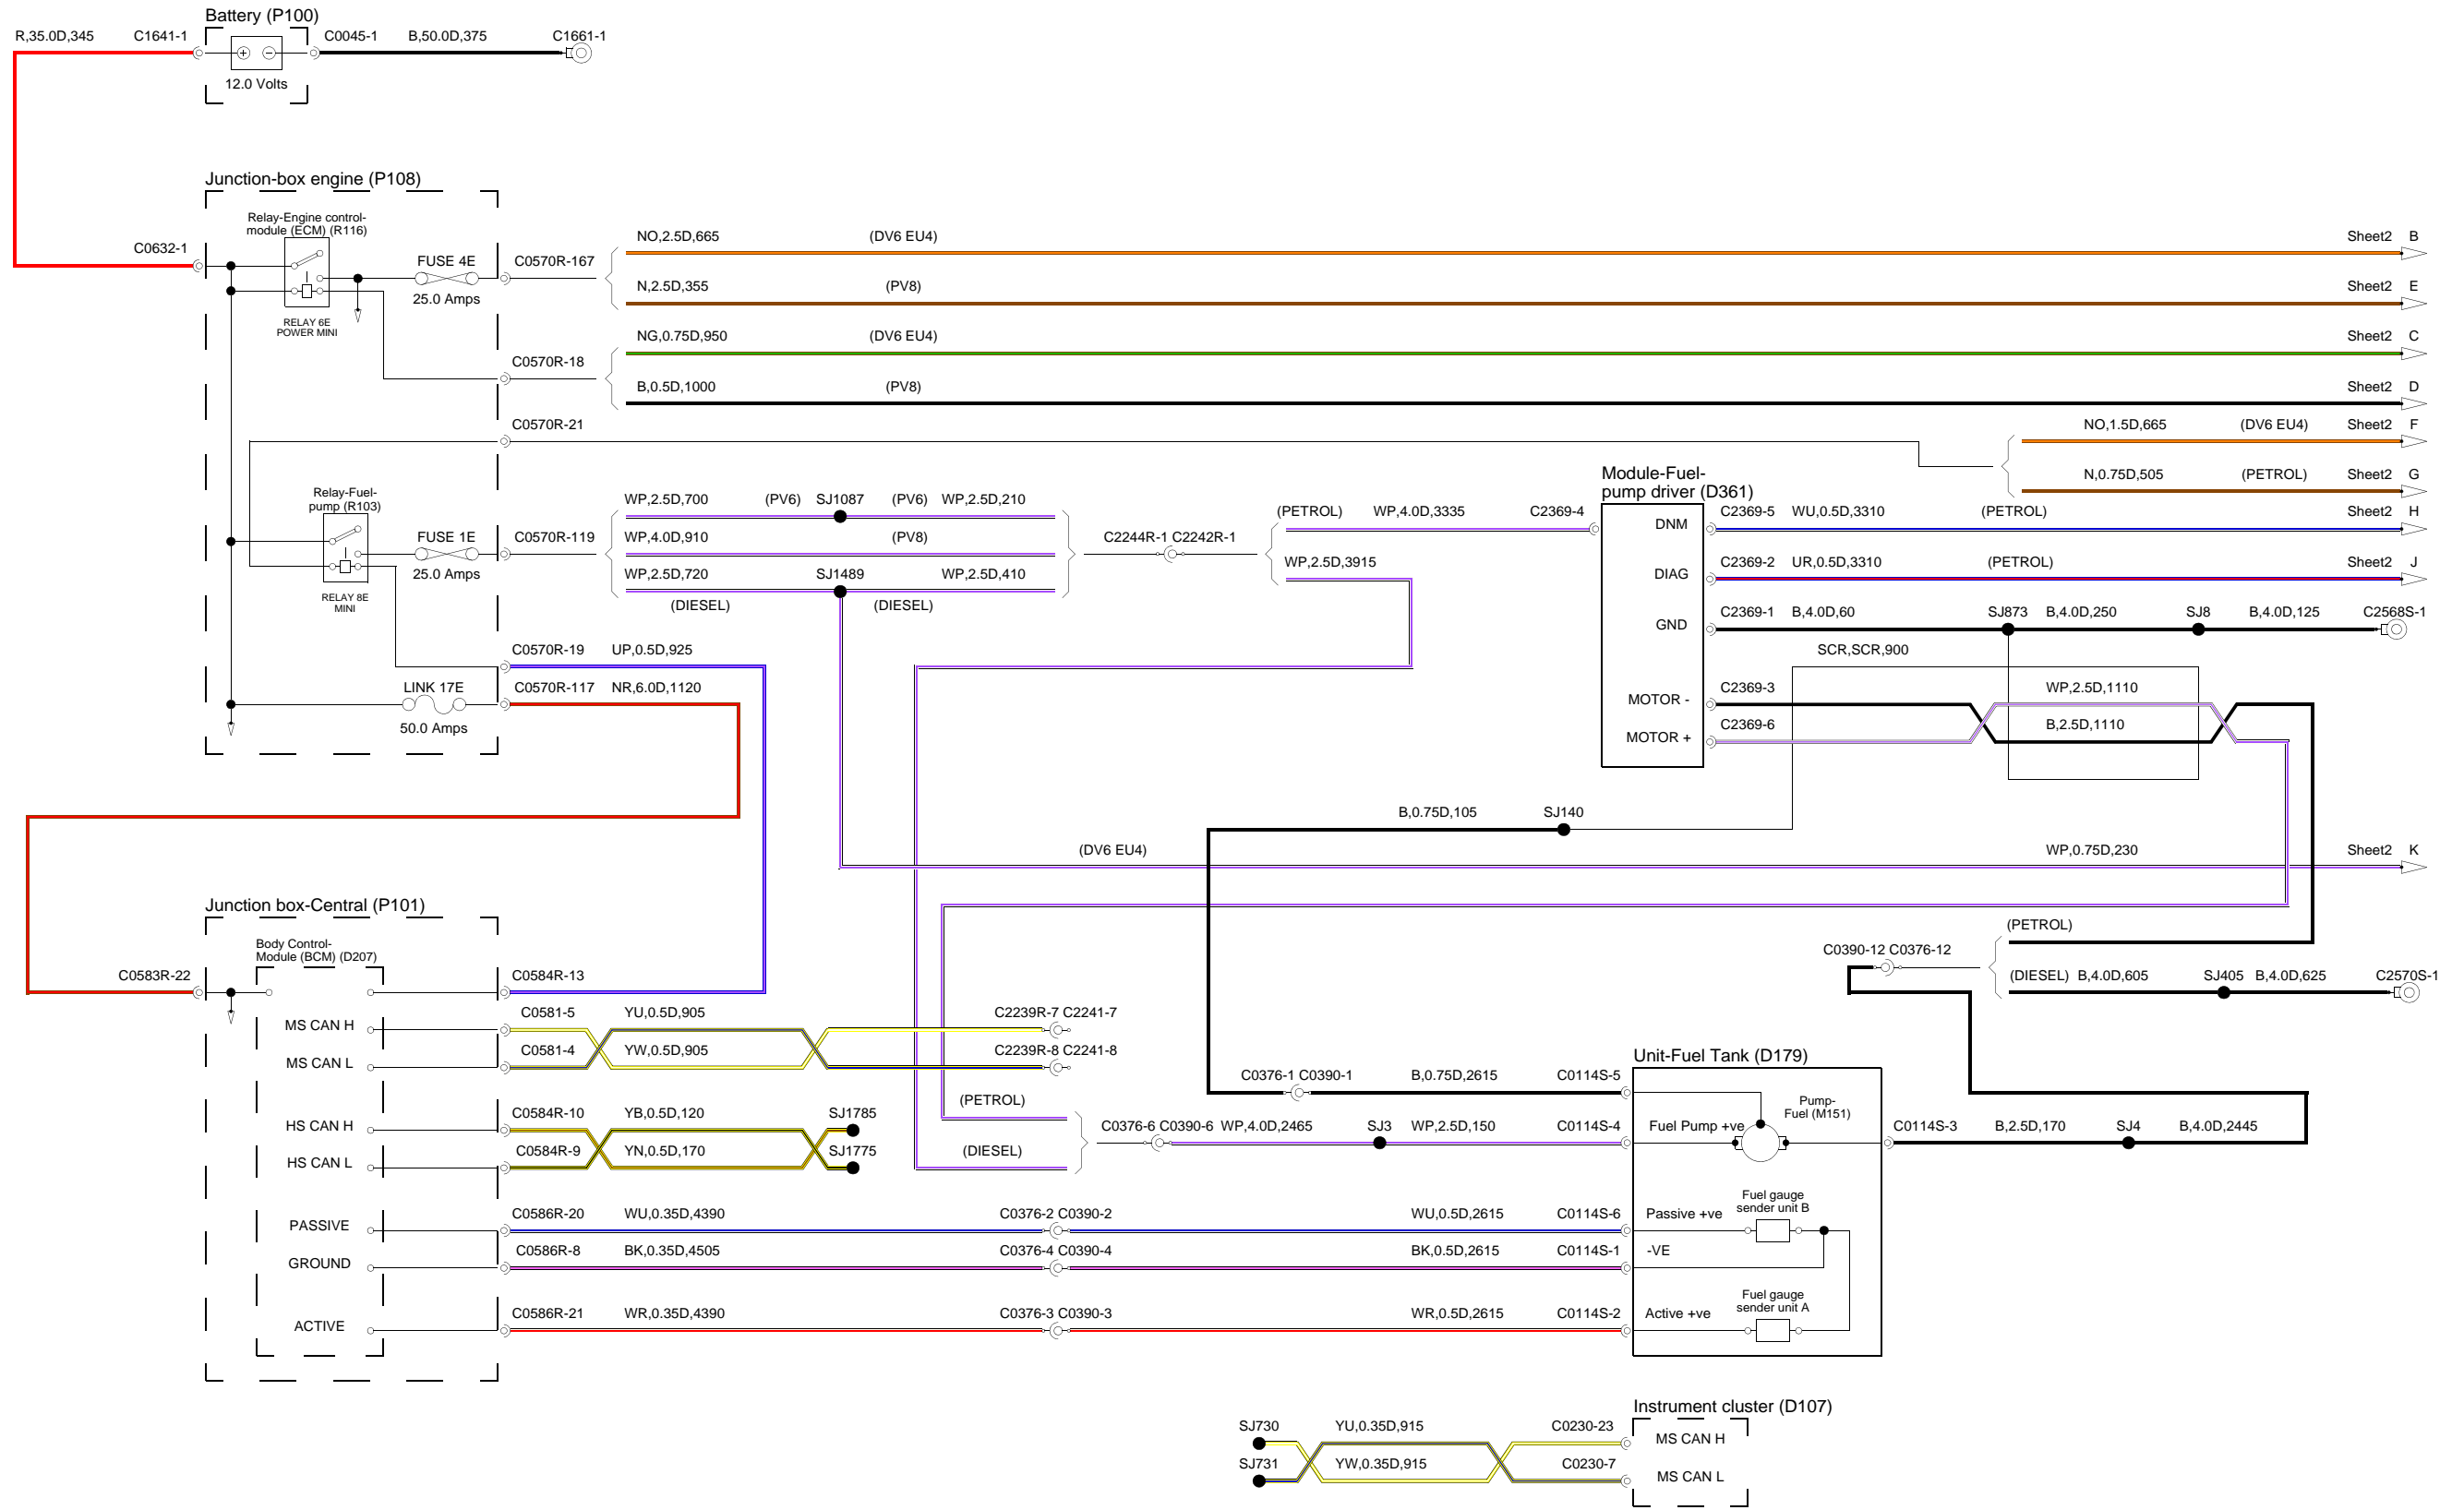 Battery (P100)
R,35.0D,345 C1641-1 C0045-1 B,50.0D,375 C1661-1
12.0 Volts
Junction-box engine (P108)
Relay-Engine control-
module (ECM) (R116)
C0632-1
FUSE 4E
25.0 Amps
RELAY 6E
POWER MINI
C0570R-167
NO,2.5D,665 (DV6 EU4) Sheet2 B
N,2.5D,355 (PV8) Sheet2 E
NG,0.75D,950 (DV6 EU4) Sheet2 C
C0570R-18
B,0.5D,1000 (PV8) Sheet2 D
C0570R-21
NO,1.5D,665 (DV6 EU4) Sheet2 F
N,0.75D,505 (PETROL) Sheet2 G
Relay-Fuel-
pump (R103)
FUSE 1E
25.0 Amps
RELAY 8E
MINI
C0570R-119
WP,2.5D,700 (PV6) SJ1087 (PV6) WP,2.5D,210
WP,4.0D,910 (PV8)
WP,2.5D,720 SJ1489 WP,2.5D,410
(DIESEL) (DIESEL)
C2244R-1 C2242R-1
(PETROL) WP,4.0D,3335 C2369-4
WP,2.5D,3915
Module-Fuel-
pump driver (D361)
DNM C2369-5 WU,0.5D,3310 (PETROL) Sheet2 H
DIAG C2369-2 UR,0.5D,3310 (PETROL) Sheet2 J
GND C2369-1 B,4.0D,60 SJ873 B,4.0D,250 SJ8 B,4.0D,125 C2568S-1
SCR,SCR,900
MOTOR - C2369-3 WP,2.5D,1110
MOTOR + C2369-6 B,2.5D,1110
C0570R-19 UP,0.5D,925
LINK 17E
50.0 Amps
C0570R-117 NR,6.0D,1120
B,0.75D,105 SJ140
(DV6 EU4) WP,0.75D,230 Sheet2 K
Junction box-Central (P101)
Body Control-
Module (BCM) (D207)
C0583R-22 C0584R-13
(PETROL)
C0390-12 C0376-12
(DIESEL) B,4.0D,605 SJ405 B,4.0D,625 C2570S-1
MS CAN H C0581-5 YU,0.5D,905 C2239R-7 C2241-7
MS CAN L C0581-4 YW,0.5D,905 C2239R-8 C2241-8
Unit-Fuel Tank (D179)
C0376-1 C0390-1 B,0.75D,2615 C0114S-5
(PETROL)
Pump-
Fuel (M151)
HS CAN H C0584R-10 YB,0.5D,120 SJ1785
C0376-6 C0390-6 WP,4.0D,2465 SJ3 WP,2.5D,150 C0114S-4 Fuel Pump +ve C0114S-3 B,2.5D,170 SJ4 B,4.0D,2445
HS CAN L C0584R-9 YN,0.5D,170 SJ1775
(DIESEL)
Fuel gauge
sender unit B
PASSIVE C0586R-20 WU,0.35D,4390 C0376-2 C0390-2 WU,0.5D,2615 C0114S-6 Passive +ve
GROUND C0586R-8 BK,0.35D,4505 C0376-4 C0390-4 BK,0.5D,2615 C0114S-1 -VE
Fuel gauge
sender unit A
ACTIVE C0586R-21 WR,0.35D,4390 C0376-3 C0390-3 WR,0.5D,2615 C0114S-2 Active +ve
Instrument cluster (D107)
SJ730 YU,0.35D,915 C0230-23 MS CAN H
SJ731 YW,0.35D,915 C0230-7 MS CAN L